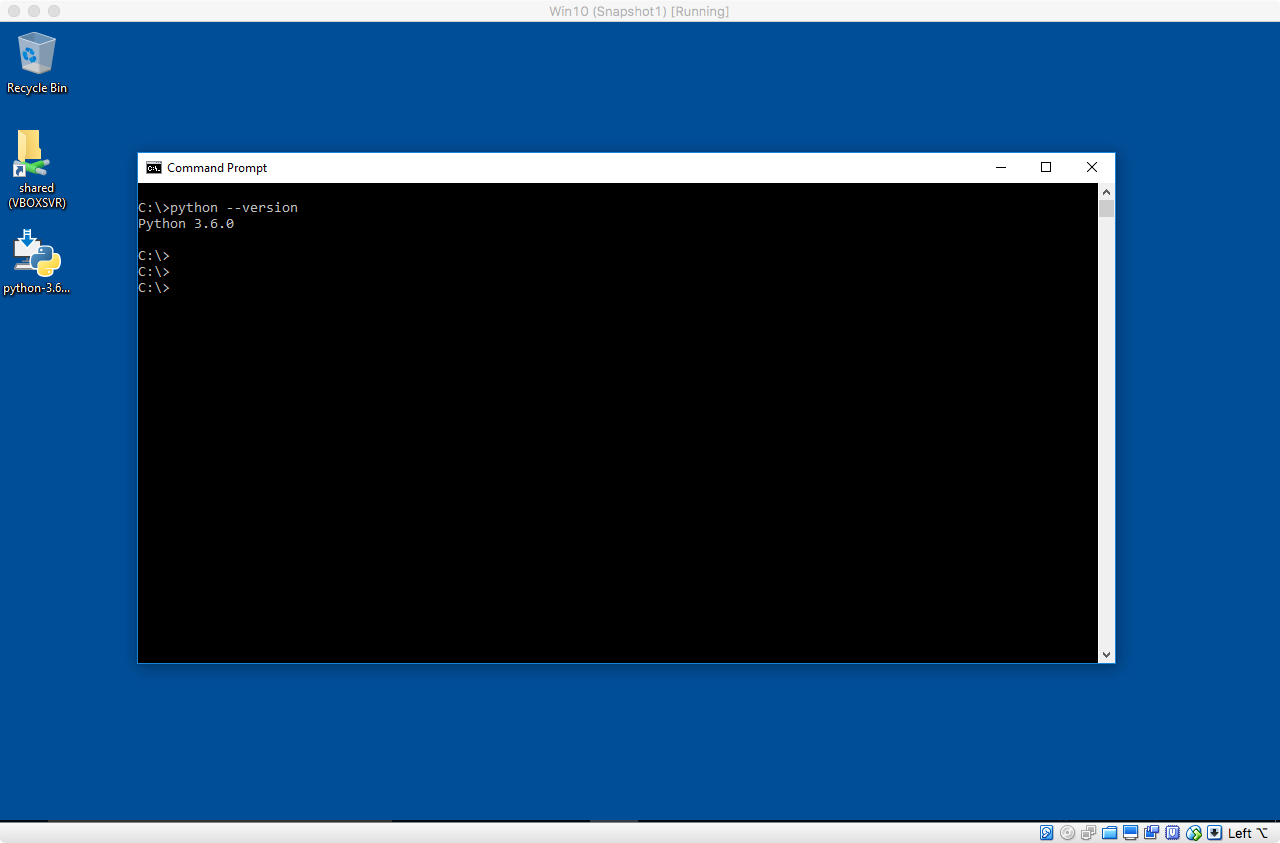 Win10 (Snapshot1) [Running]
Recycle Bin
shared
(VBOXSVR)
python-3.6...
Command Prompt
C:\>python --version
Python 3.6.0
C:\>
C:\>
C:\>
Left ⌥